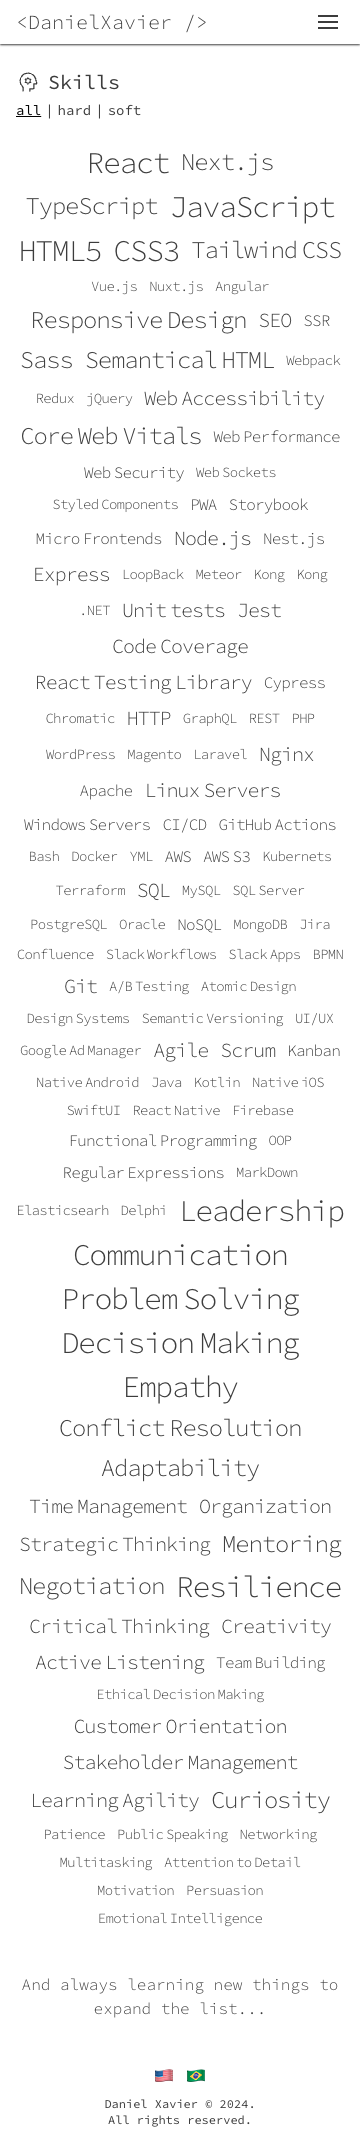 <DanielXavier />
Skills
all | hard | soft
React Next.js
TypeScript JavaScript
HTML5 CSS3 Tailwind CSS
Vue.js Nuxt.js Angular
Responsive Design SEO SSR
Sass Semantical HTML Webpack
Redux jQuery Web Accessibility
Core Web Vitals Web Performance
Web Security Web Sockets
Styled Components PWA Storybook
Micro Frontends Node.js Nest.js
Express LoopBack Meteor Kong Kong
.NET Unit tests Jest
Code Coverage
React Testing Library Cypress
Chromatic HTTP GraphQL REST PHP
WordPress Magento Laravel Nginx
Apache Linux Servers
Windows Servers CI/CD GitHub Actions
Bash Docker YML AWS AWS S3 Kubernets
Terraform SQL MySQL SQL Server
PostgreSQL Oracle NoSQL MongoDB Jira
Confluence Slack Workflows Slack Apps BPMN
Git A/B Testing Atomic Design
Design Systems Semantic Versioning UI/UX
Google Ad Manager Agile Scrum Kanban
Native Android Java Kotlin Native iOS
SwiftUI React Native Firebase
Functional Programming OOP
Regular Expressions MarkDown
Elasticsearh Delphi Leadership
Communication
Problem Solving
Decision Making
Empathy
Conflict Resolution
Adaptability
Time Management Organization
Strategic Thinking Mentoring
Negotiation Resilience
Critical Thinking Creativity
Active Listening Team Building
Ethical Decision Making
Customer Orientation
Stakeholder Management
Learning Agility Curiosity
Patience Public Speaking Networking
Multitasking Attention to Detail
Motivation Persuasion
Emotional Intelligence
And always learning new things to
expand the list...
Daniel Xavier © 2024.
All rights reserved.